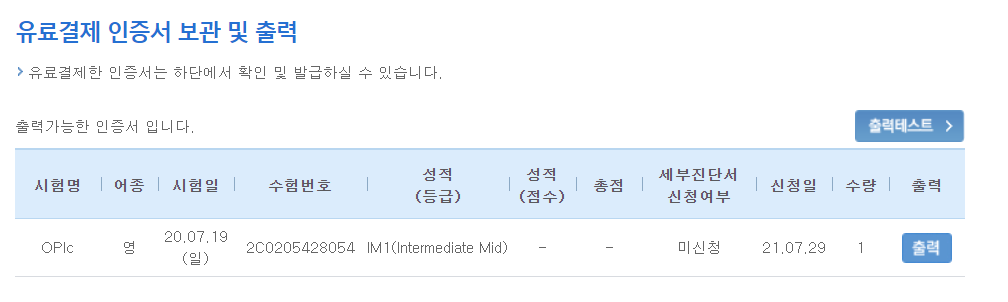 유료결제 인증서 보관 및 출력
유료결제한 인증서는 하단에서 확인 및 발급하실 수 있습니다.
출력가능한 인증서 입니다.
출력테스트
시험명 어종 시험일 수험번호 성적 (등급) 성적 (점수) 총점 세부진단서 신청여부 신청일 수량 출력
OPIc 영 20.07.19 (일) 2C0205428054 IM1(Intermediate Mid) - - 미신청 21.07.29 1 출력